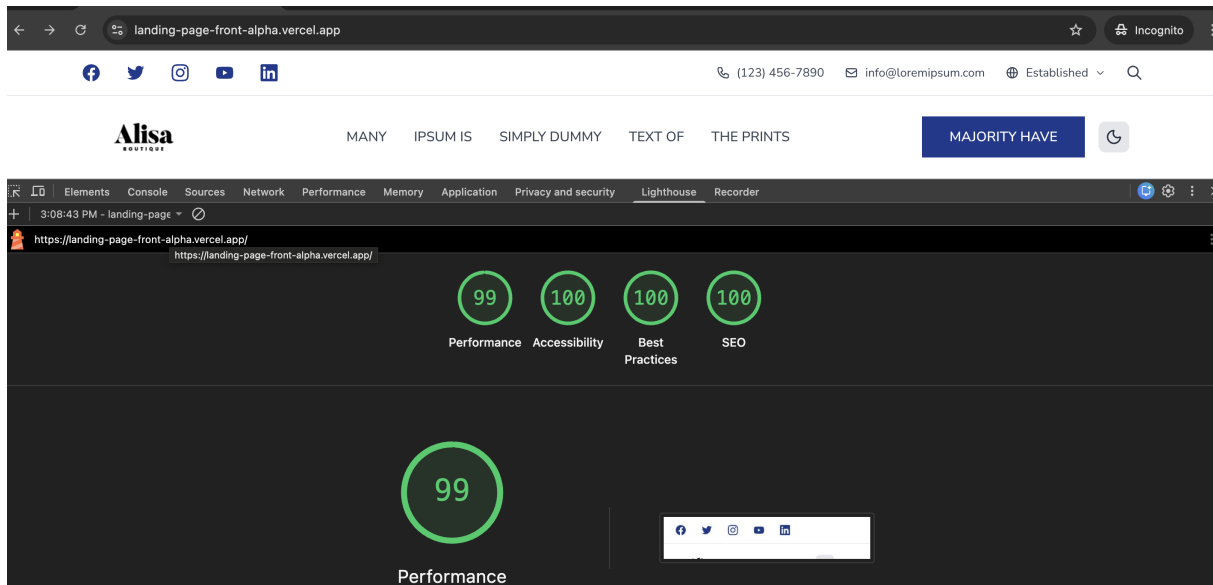 landing-page-front-alpha.vercel.app Incognito
(123) 456-7890 info@loremipsum.com Established
Alisa
BOUTIQUE
MANY IPSUM IS SIMPLY DUMMY TEXT OF THE PRINTS MAJORITY HAVE
Elements Console Sources Network Performance Memory Application Privacy and security Lighthouse Recorder
3:08:43 PM - landing-page
https://landing-page-front-alpha.vercel.app/
https://landing-page-front-alpha.vercel.app/
99 100 100 100
Performance Accessibility Best Practices SEO
99
Performance